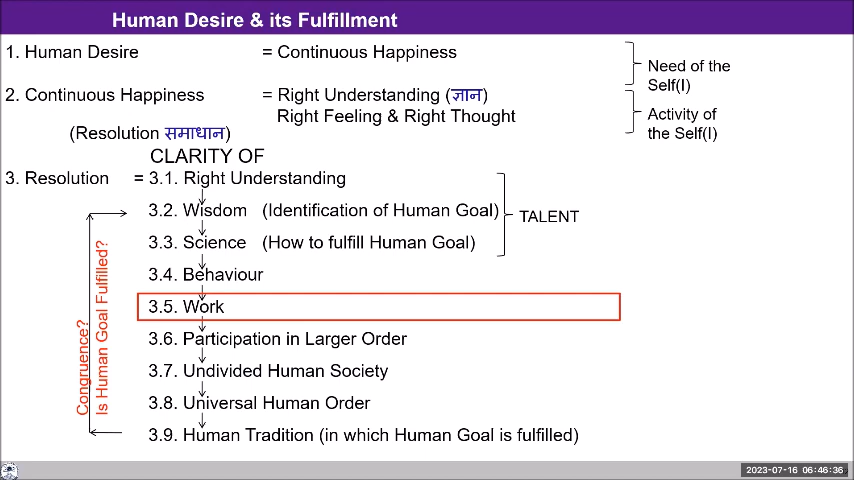 Human Desire & its Fulfillment
1. Human Desire = Continuous Happiness
Need of the
Self(I)
2. Continuous Happiness = Right Understanding (ज्ञान)
Right Feeling & Right Thought
Activity of
the Self(I)
(Resolution समाधान)
CLARITY OF
3. Resolution = 3.1. Right Understanding
3.2. Wisdom (Identification of Human Goal)
TALENT
3.3. Science (How to fulfill Human Goal)
3.4. Behaviour
3.5. Work
3.6. Participation in Larger Order
3.7. Undivided Human Society
3.8. Universal Human Order
3.9. Human Tradition (in which Human Goal is fulfilled)
Congruence?
Is Human Goal Fulfilled?
2023-07-16 06:46:36